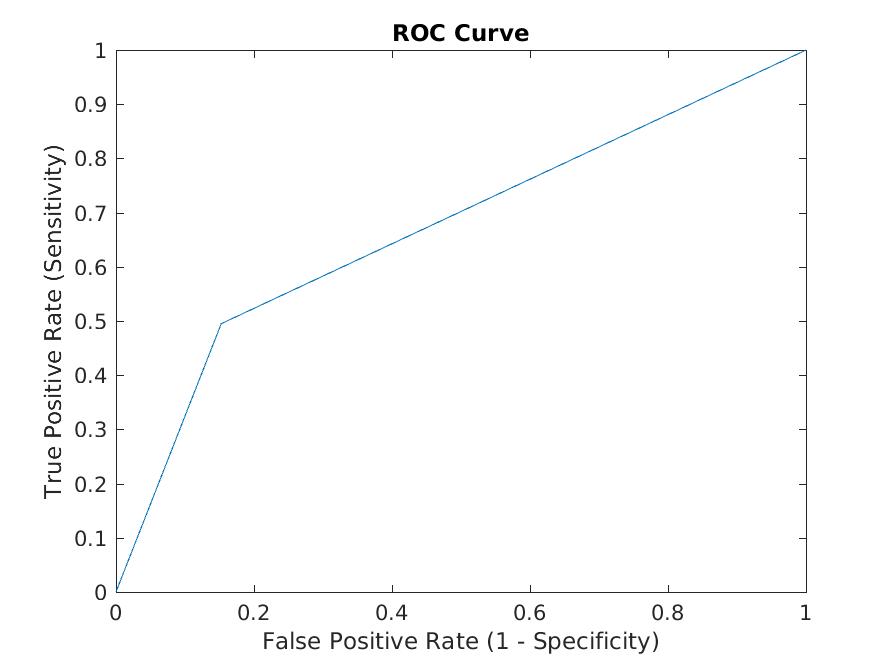 ROC Curve
1
0.9
0.8
0.7
0.6
0.5
0.4
0.3
0.2
0.1
0
True Positive Rate (Sensitivity)
0 0.2 0.4 0.6 0.8 1
False Positive Rate (1 - Specificity)